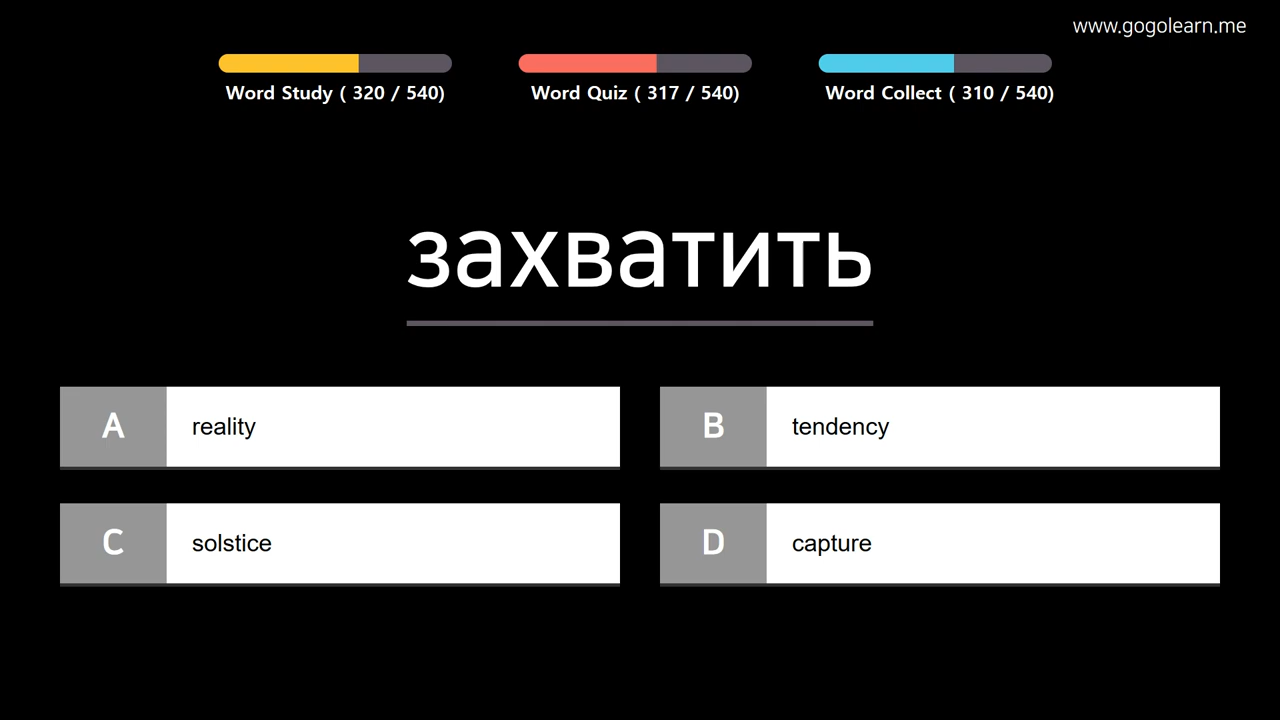 www.gogolearn.me
Word Study ( 320 / 540)
Word Quiz ( 317 / 540)
Word Collect ( 310 / 540)
захватить
A reality
B tendency
C solstice
D capture